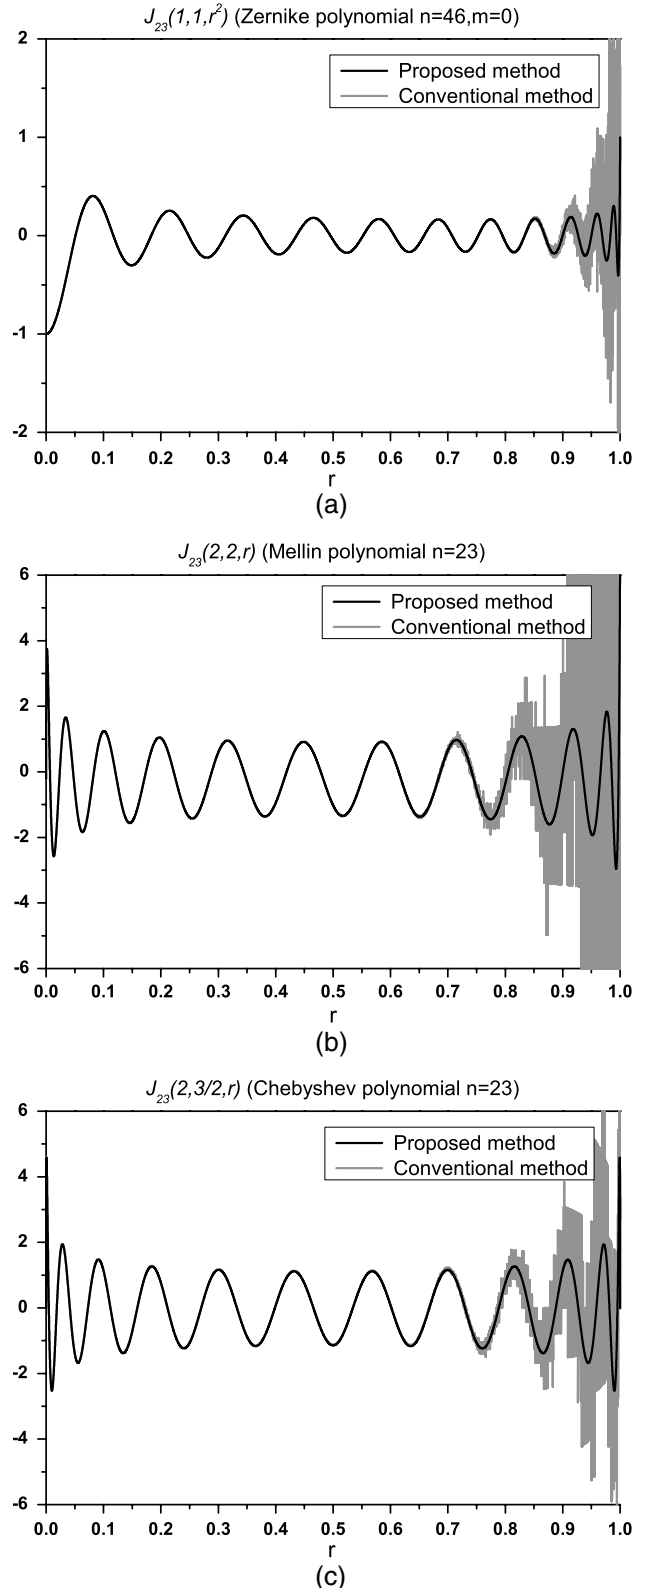 J23(1,1,r2) (Zernike polynomial n=46,m=0)
2
Proposed method
Conventional method
1
0
-1
-2
0.0 0.1 0.2 0.3 0.4 0.5 0.6 0.7 0.8 0.9 1.0
r
(a)
J23(2,2,r) (Mellin polynomial n=23)
6
Proposed method
Conventional method
4
2
0
-2
-4
-6
0.0 0.1 0.2 0.3 0.4 0.5 0.6 0.7 0.8 0.9 1.0
r
(b)
J23(2,3/2,r) (Chebyshev polynomial n=23)
6
Proposed method
Conventional method
4
2
0
-2
-4
-6
0.0 0.1 0.2 0.3 0.4 0.5 0.6 0.7 0.8 0.9 1.0
r
(c)